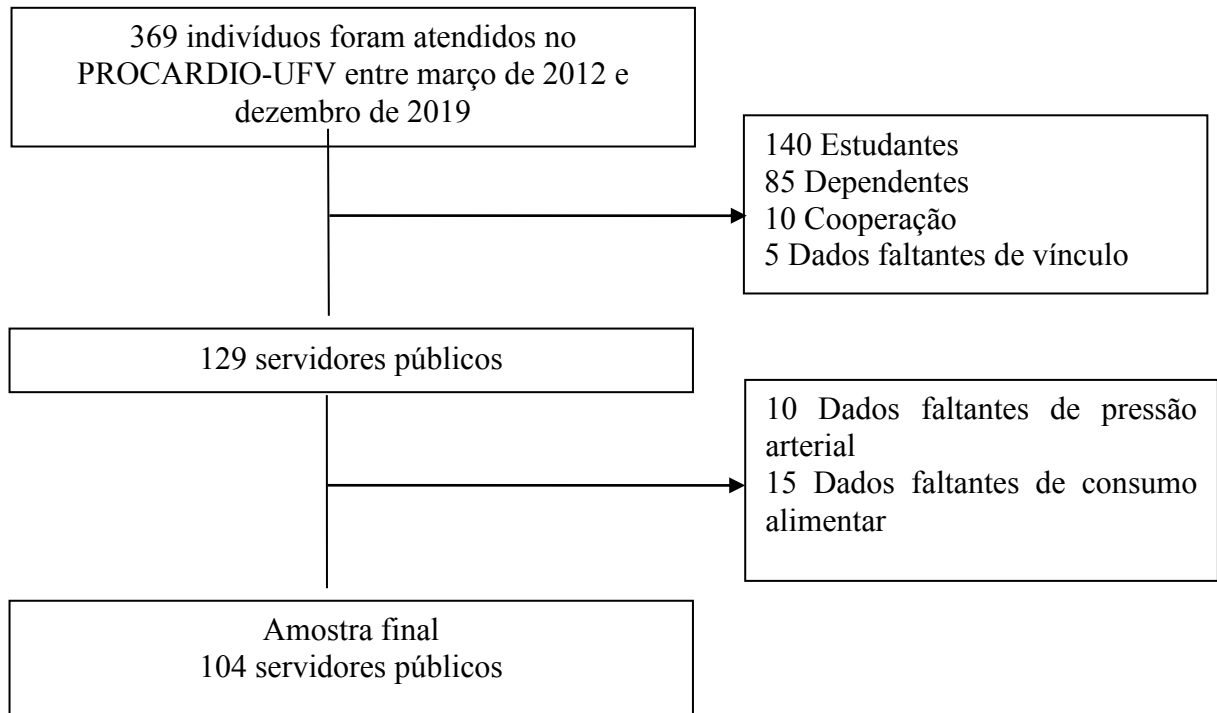 369 indivíduos foram atendidos no
PROCARDIO-UFV entre março de 2012 e
dezembro de 2019
140 Estudantes
85 Dependentes
10 Cooperação
5 Dados faltantes de vínculo
129 servidores públicos
10 Dados faltantes de pressão
arterial
15 Dados faltantes de consumo
alimentar
Amostra final
104 servidores públicos